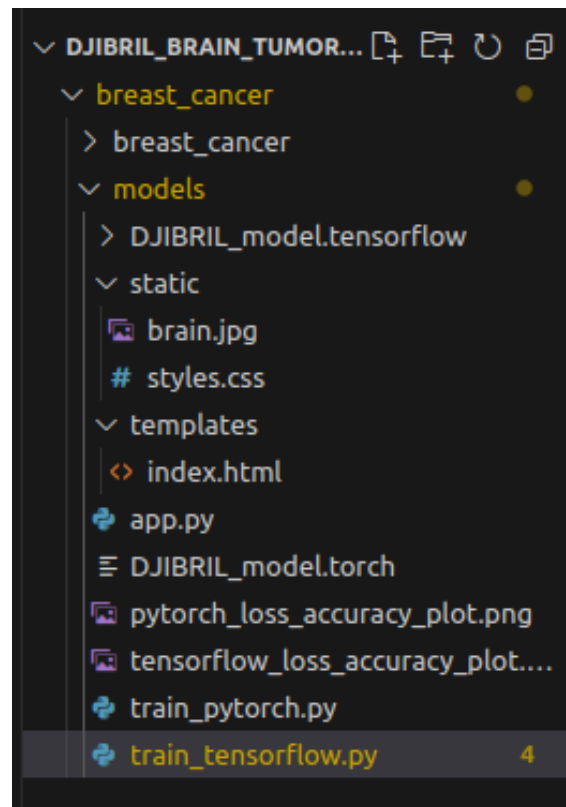 DJIBRIL_BRAIN_TUMOR...
breast_cancer
breast_cancer
models
DJIBRIL_model.tensorflow
static
brain.jpg
# styles.css
templates
<> index.html
app.py
DJIBRIL_model.torch
pytorch_loss_accuracy_plot.png
tensorflow_loss_accuracy_plot....
train_pytorch.py
train_tensorflow.py 4